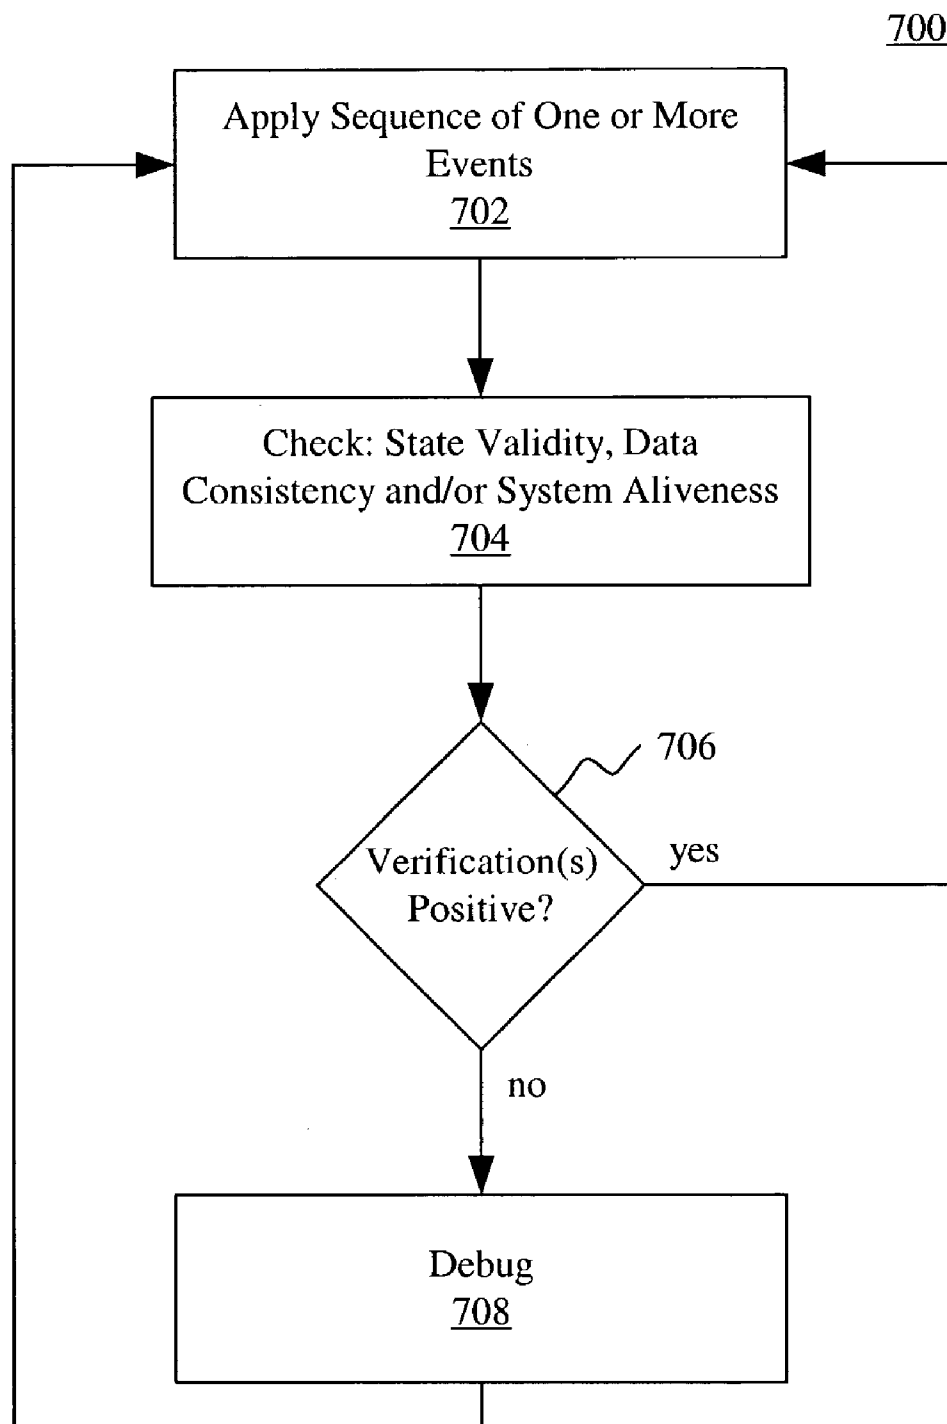 700
Apply Sequence of One or More
Events
702
Check: State Validity, Data
Consistency and/or System Aliveness
704
706
Verification(s)
Positive?
yes
no
Debug
708